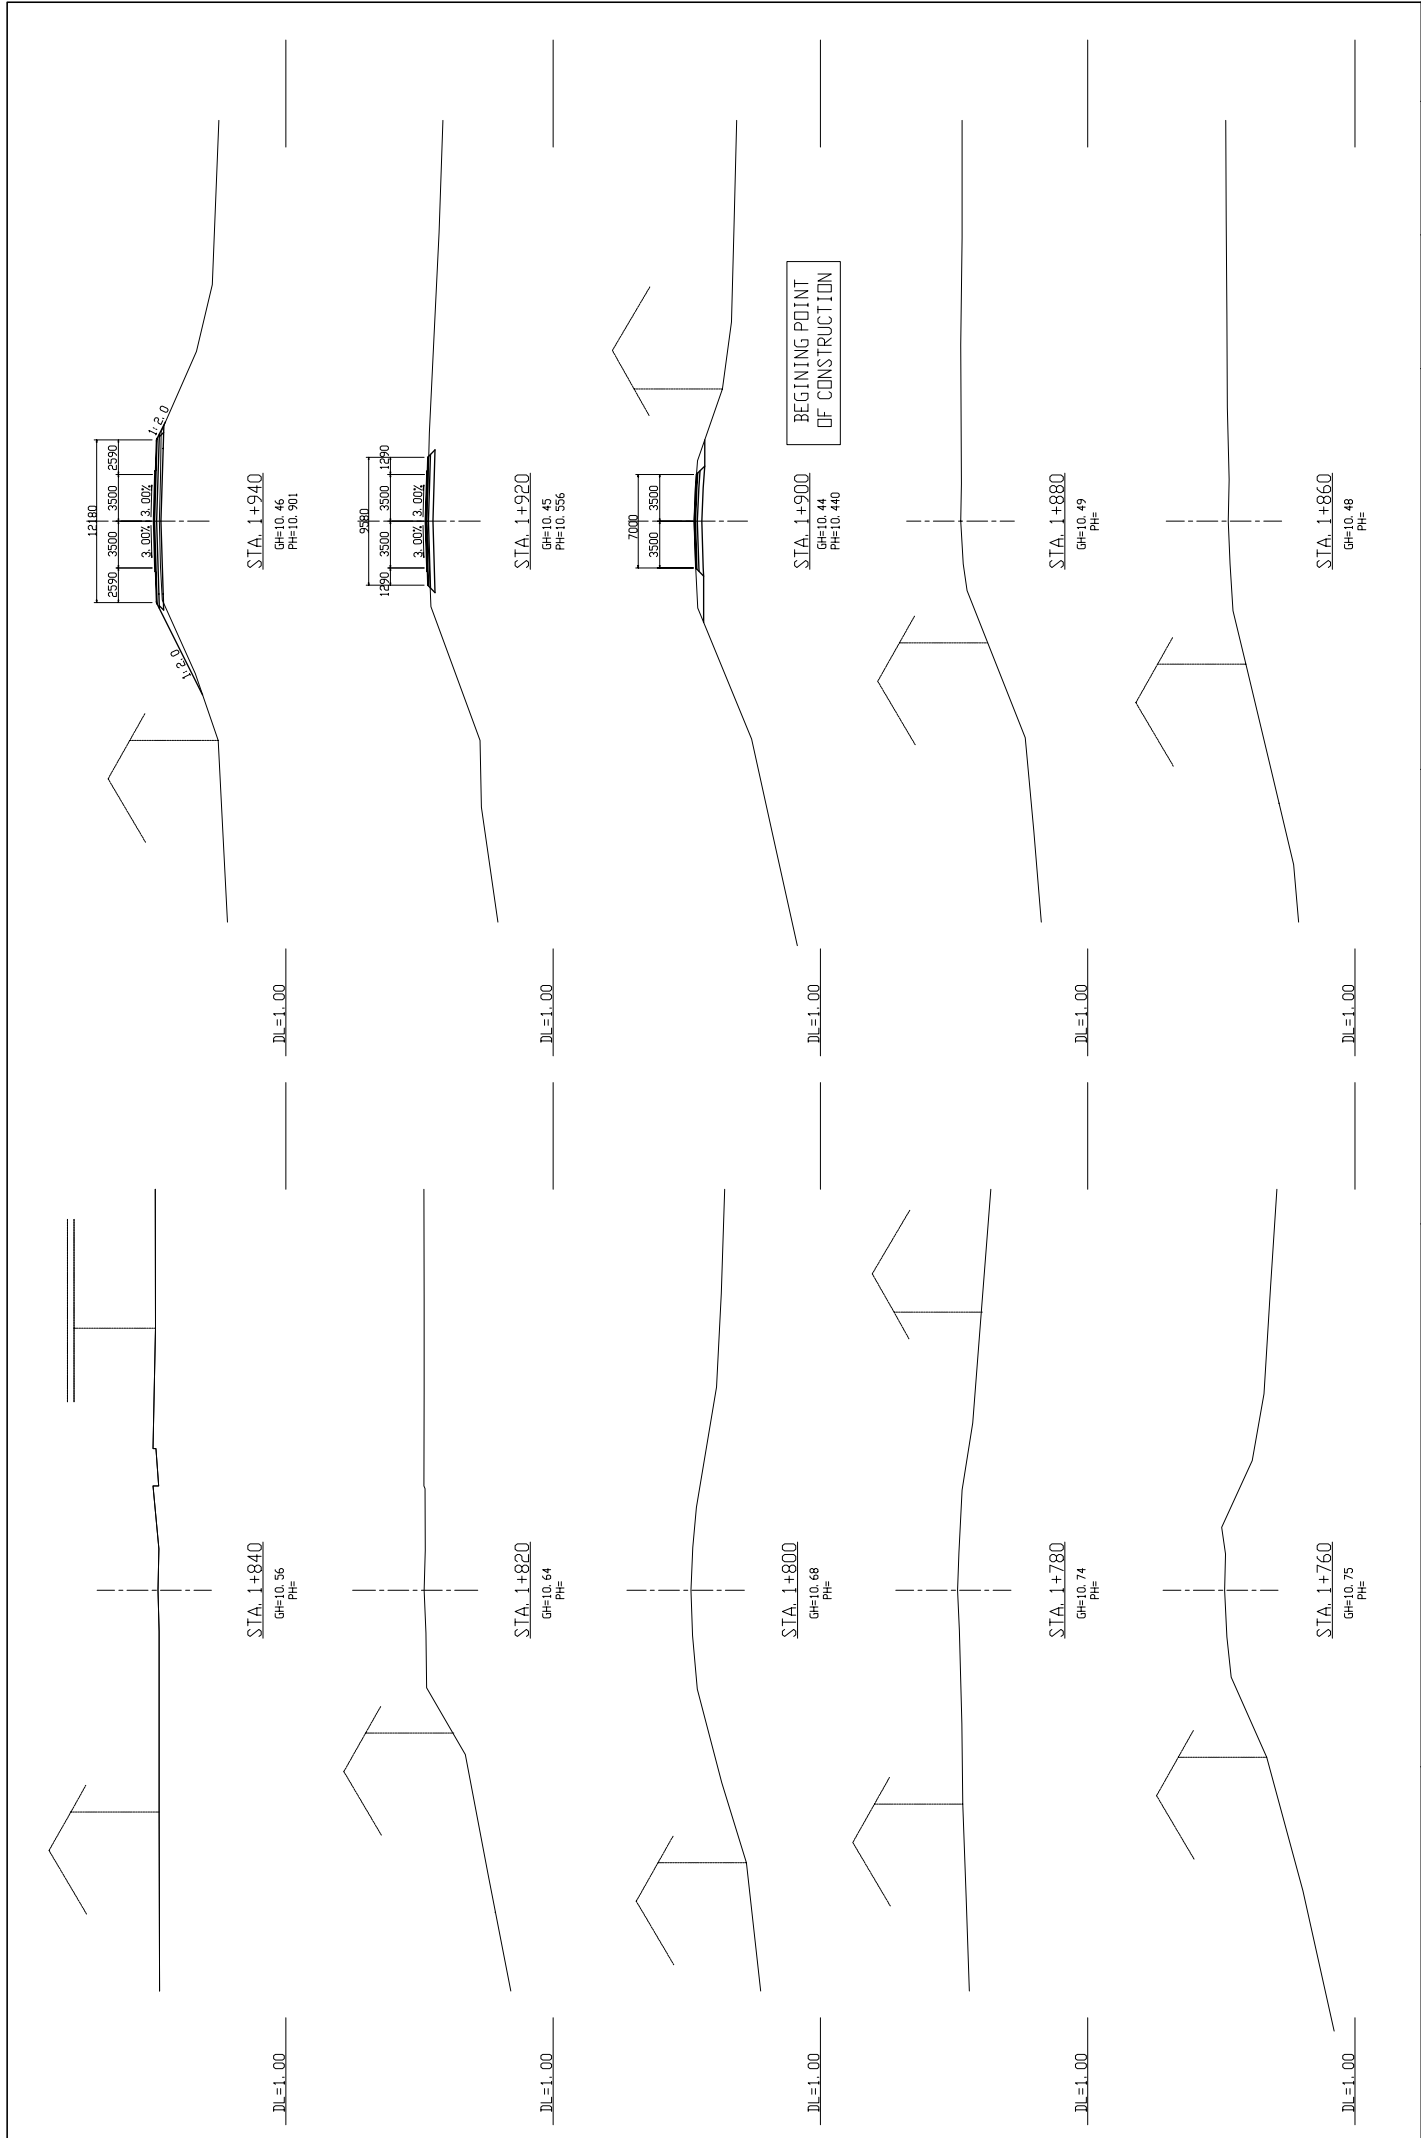 12180
2590 3500 3500 2590
3.00% 3.00%
1:2.0
1:2.0
STA. 1+940
GH=10.46
PH=10.901
DL=1.00
9580
1290 3500 3500 1290
3.00% 3.00%
STA. 1+920
GH=10.45
PH=10.556
DL=1.00
7000
3500 3500
STA. 1+900
GH=10.44
PH=10.440
BEGINING POINT
OF CONSTRUCTION
DL=1.00
STA. 1+880
GH=10.49
PH=
DL=1.00
STA. 1+860
GH=10.48
PH=
DL=1.00
STA. 1+840
GH=10.56
PH=
DL=1.00
STA. 1+820
GH=10.64
PH=
DL=1.00
STA. 1+800
GH=10.68
PH=
DL=1.00
STA. 1+780
GH=10.74
PH=
DL=1.00
STA. 1+760
GH=10.75
PH=
DL=1.00